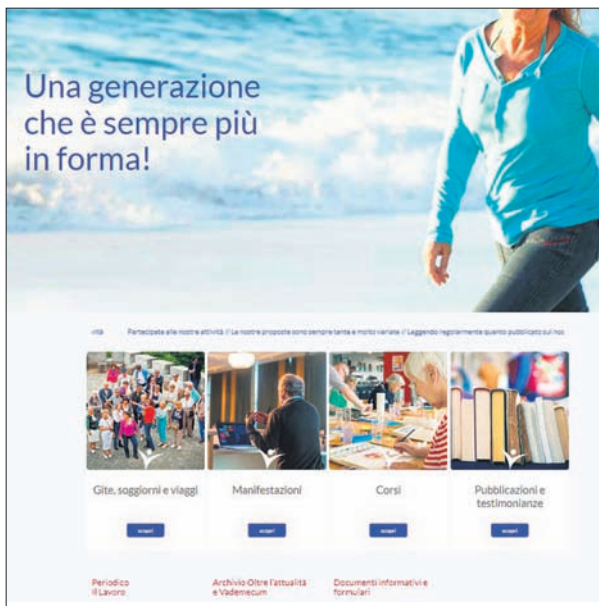 Una generazione
che è sempre più
in forma!
vità Partecipate alle nostre attività // Le nostre proposte sono sempre tante e molto variate // Leggendo regolarmente quanto pubblicato sul nos
Gite, soggiorni e viaggi
Manifestazioni
Corsi
Pubblicazioni e
testimonianze
scopri
scopri
scopri
scopri
Periodico
Il Lavoro
Archivio Oltre l'attualità
e Vademecum
Documenti informativi e
formulari